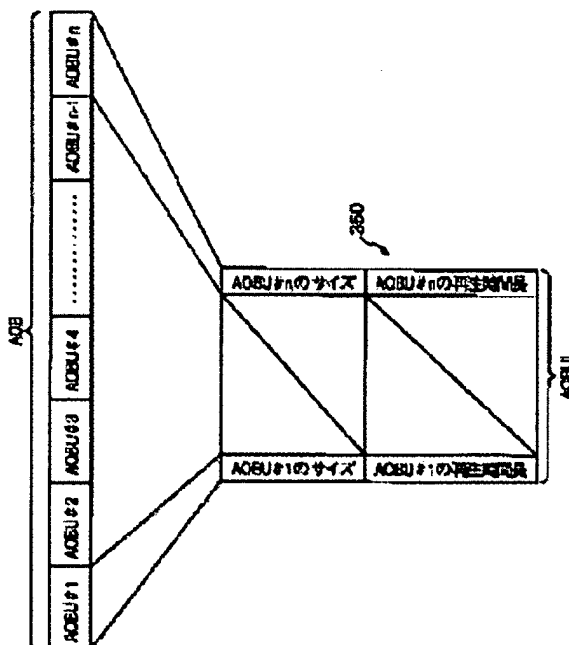 AOB
AOBU#1
AOBU#2
AOBU#3
AOBU#4
............
AOBU#n-1
AOBU#n
350
AOBU#1のサイズ
AOBU#1の再生時間長
AOBU#nのサイズ
AOBU#nの再生時間長
AOBUI